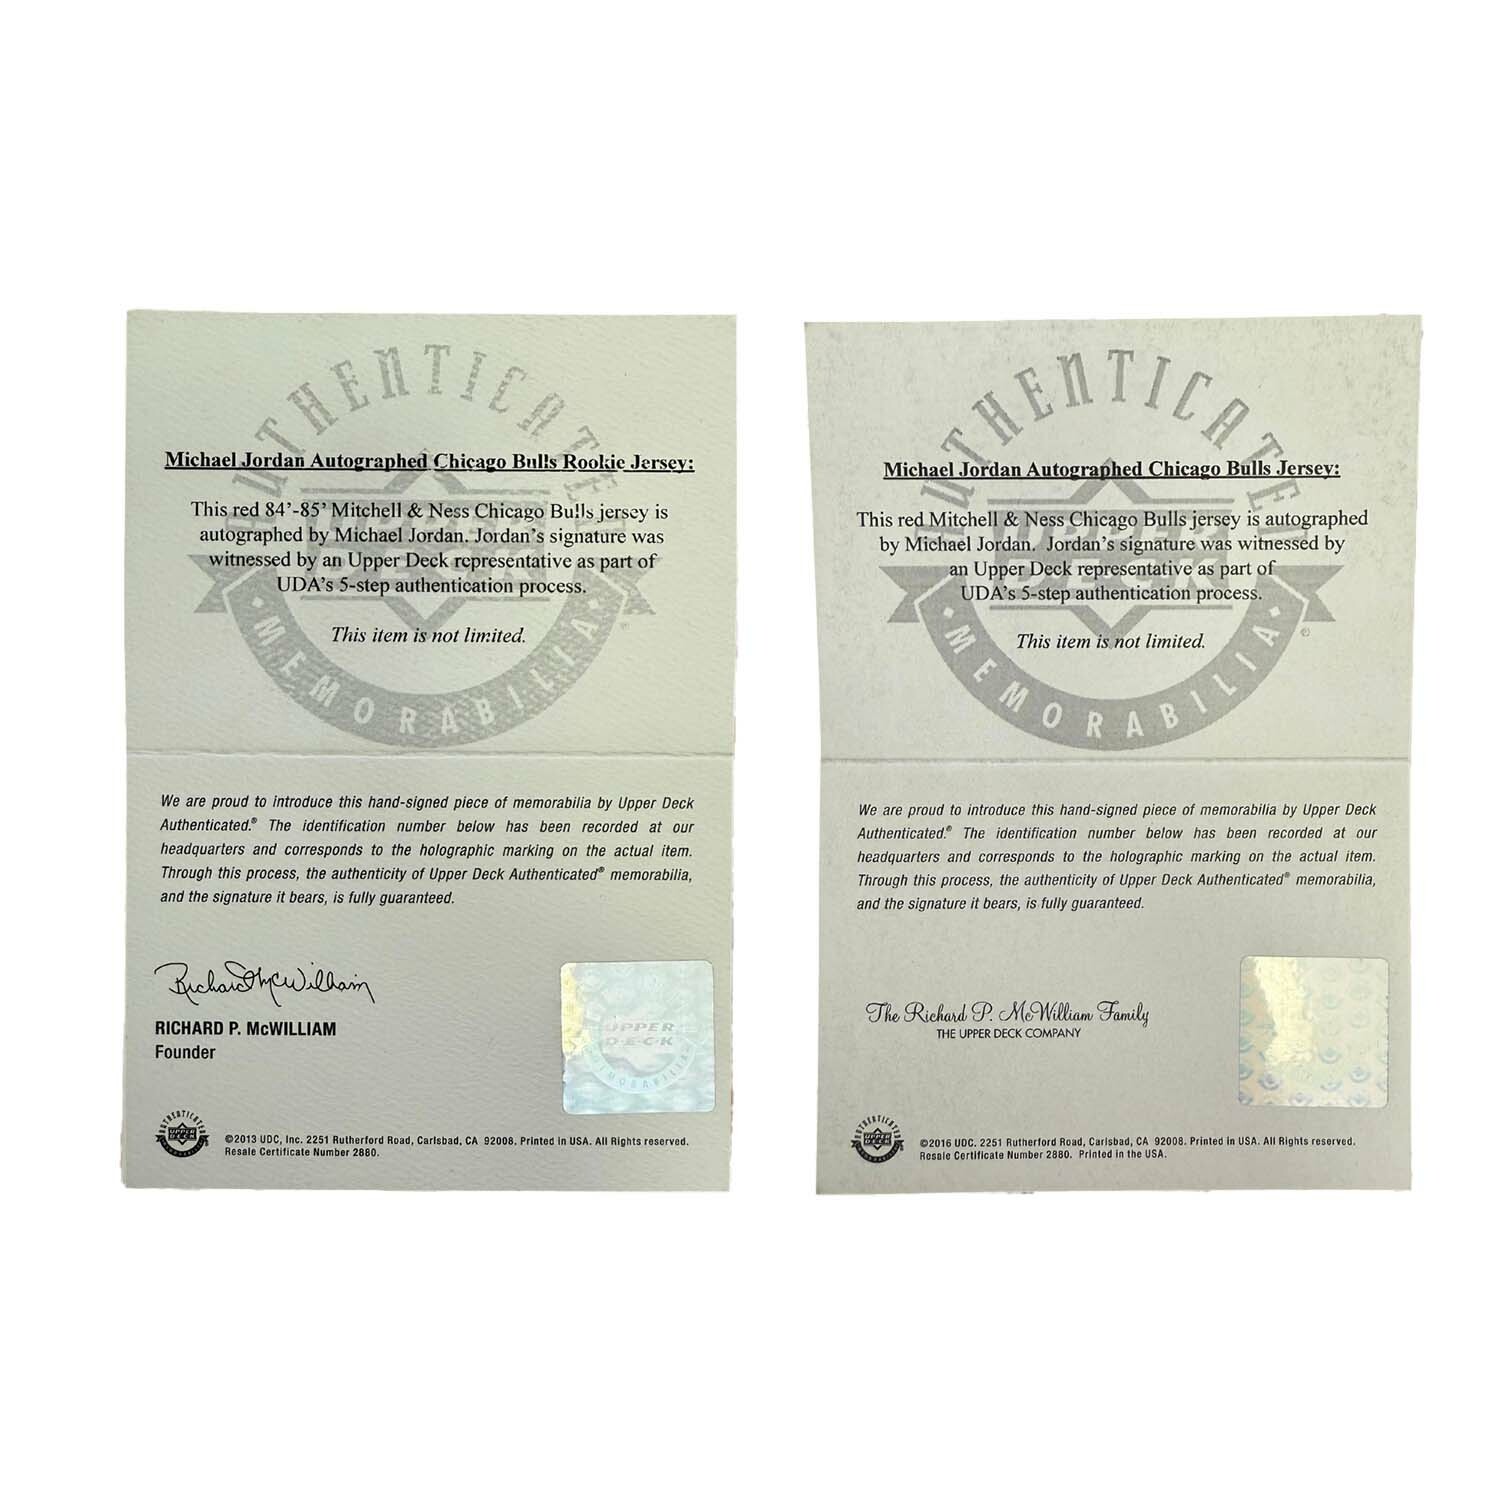 AUTHENTICATED
Michael Jordan Autographed Chicago Bulls Rookie Jersey:
This red 84'-85' Mitchell & Ness Chicago Bulls jersey is
autographed by Michael Jordan. Jordan's signature was
witnessed by an Upper Deck representative as part of
UDA's 5-step authentication process.
This item is not limited.
UPPER
DECK
MEMORABILIA
We are proud to introduce this hand-signed piece of memorabilia by Upper Deck
Authenticated.® The identification number below has been recorded at our
headquarters and corresponds to the holographic marking on the actual item.
Through this process, the authenticity of Upper Deck Authenticated® memorabilia,
and the signature it bears, is fully guaranteed.
Richard McWilliam
RICHARD P. McWILLIAM
Founder
UPPER
D·E·C·K
MEMORABILIA
AUTHENTICATED
UPPER
DECK
©2013 UDC, Inc. 2251 Rutherford Road, Carlsbad, CA 92008. Printed in USA. All Rights reserved.
Resale Certificate Number 2880.
AUTHENTICATED
Michael Jordan Autographed Chicago Bulls Jersey:
This red Mitchell & Ness Chicago Bulls jersey is autographed
by Michael Jordan. Jordan's signature was witnessed by
an Upper Deck representative as part of
UDA's 5-step authentication process.
This item is not limited.
UPPER
DECK
MEMORABILIA
We are proud to introduce this hand-signed piece of memorabilia by Upper Deck
Authenticated.® The identification number below has been recorded at our
headquarters and corresponds to the holographic marking on the actual item.
Through this process, the authenticity of Upper Deck Authenticated® memorabilia,
and the signature it bears, is fully guaranteed.
The Richard P. McWilliam Family
THE UPPER DECK COMPANY
AUTHENTICATED
UPPER
DECK
©2016 UDC. 2251 Rutherford Road, Carlsbad, CA 92008. Printed in USA. All Rights reserved.
Resale Certificate Number 2880. Printed in the USA.